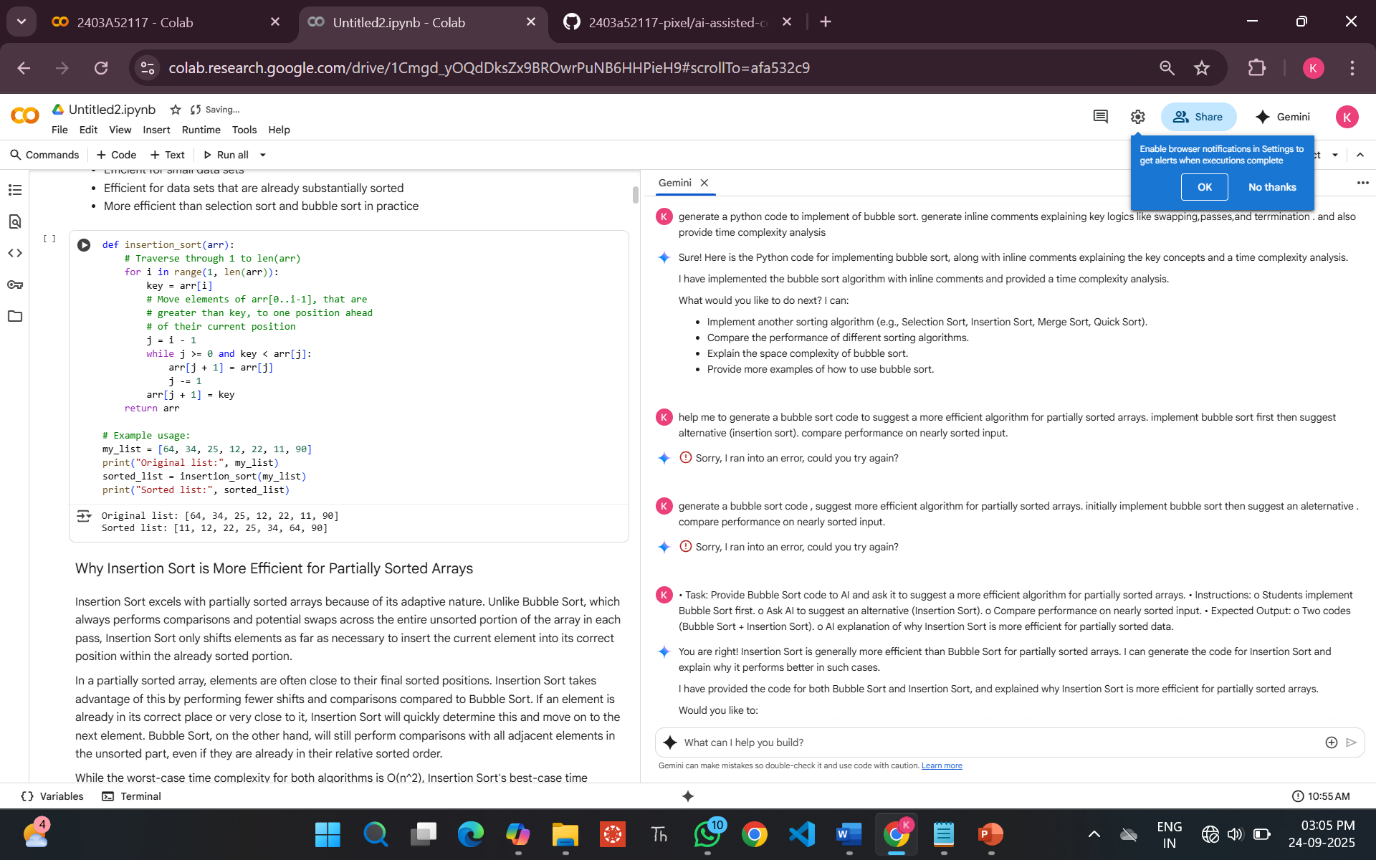 2403A52117 - Colab
Untitled2.ipynb - Colab
2403a52117-pixel/ai-assisted-c
colab.research.google.com/drive/1Cmgd_yOQdDksZx9BROwrPuNB6HHPieH9#scrollTo=afa532c9
K
Untitled2.ipynb
Saving...
File Edit View Insert Runtime Tools Help
Share
Gemini
K
Commands
+ Code
+ Text
Run all
Enable browser notifications in Settings to
get alerts when executions complete
OK
No thanks
Efficient for small data sets
• Efficient for data sets that are already substantially sorted
• More efficient than selection sort and bubble sort in practice
[ ]
def insertion_sort(arr):
# Traverse through 1 to len(arr)
for i in range(1, len(arr)):
key = arr[i]
# Move elements of arr[0..i-1], that are
# greater than key, to one position ahead
# of their current position
j = i - 1
while j >= 0 and key < arr[j]:
arr[j + 1] = arr[j]
j -= 1
arr[j + 1] = key
return arr
# Example usage:
my_list = [64, 34, 25, 12, 22, 11, 90]
print("Original list:", my_list)
sorted_list = insertion_sort(my_list)
print("Sorted list:", sorted_list)
Original list: [64, 34, 25, 12, 22, 11, 90]
Sorted list: [11, 12, 22, 25, 34, 64, 90]
Why Insertion Sort is More Efficient for Partially Sorted Arrays
Insertion Sort excels with partially sorted arrays because of its adaptive nature. Unlike Bubble Sort, which
always performs comparisons and potential swaps across the entire unsorted portion of the array in each
pass, Insertion Sort only shifts elements as far as necessary to insert the current element into its correct
position within the already sorted portion.
In a partially sorted array, elements are often close to their final sorted positions. Insertion Sort takes
advantage of this by performing fewer shifts and comparisons compared to Bubble Sort. If an element is
already in its correct place or very close to it, Insertion Sort will quickly determine this and move on to the
next element. Bubble Sort, on the other hand, will still perform comparisons with all adjacent elements in
the unsorted part, even if they are already in their relative sorted order.
While the worst-case time complexity for both algorithms is O(n^2), Insertion Sort's best-case time
Gemini
K
generate a python code to implement of bubble sort. generate inline comments explaining key logics like swapping,passes,and terrmination . and also
provide time complexity analysis
Sure! Here is the Python code for implementing bubble sort, along with inline comments explaining the key concepts and a time complexity analysis.
I have implemented the bubble sort algorithm with inline comments and provided a time complexity analysis.
What would you like to do next? I can:
• Implement another sorting algorithm (e.g., Selection Sort, Insertion Sort, Merge Sort, Quick Sort).
• Compare the performance of different sorting algorithms.
• Explain the space complexity of bubble sort.
• Provide more examples of how to use bubble sort.
K
help me to generate a bubble sort code to suggest a more efficient algorithm for partially sorted arrays. implement bubble sort first then suggest
alternative (insertion sort). compare performance on nearly sorted input.
Sorry, I ran into an error, could you try again?
K
generate a bubble sort code , suggest more efficient algorithm for partially sorted arrays. initially implement bubble sort then suggest an aleternative .
compare performance on nearly sorted input.
Sorry, I ran into an error, could you try again?
K
• Task: Provide Bubble Sort code to AI and ask it to suggest a more efficient algorithm for partially sorted arrays. • Instructions: o Students implement
Bubble Sort first. o Ask AI to suggest an alternative (Insertion Sort). o Compare performance on nearly sorted input. • Expected Output: o Two codes
(Bubble Sort + Insertion Sort). o AI explanation of why Insertion Sort is more efficient for partially sorted data.
You are right! Insertion Sort is generally more efficient than Bubble Sort for partially sorted arrays. I can generate the code for Insertion Sort and
explain why it performs better in such cases.
I have provided the code for both Bubble Sort and Insertion Sort, and explained why Insertion Sort is more efficient for partially sorted arrays.
Would you like to:
What can I help you build?
Gemini can make mistakes so double-check it and use code with caution. Learn more
Variables
Terminal
10:55 AM
4
Th
10
K
ENG
IN
03:05 PM
24-09-2025